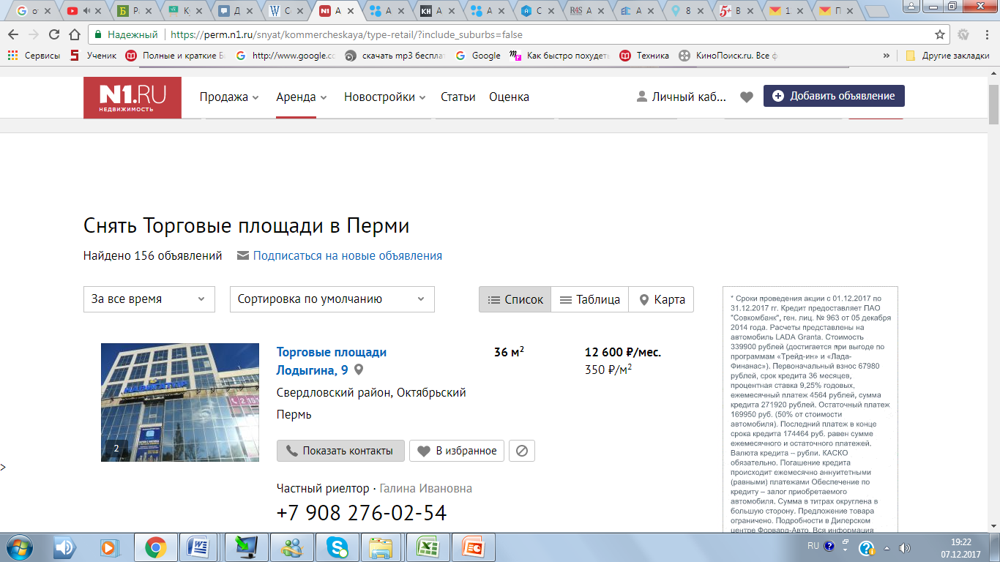 Надежный
https://perm.n1.ru/snyat/kommercheskaya/type-retail/?include_suburbs=false
Сервисы
Ученик
Полные и краткие
http://www.google.co
скачать mp3 бесплат
Google
Как быстро похудеть
Техника
КиноПоиск.ru. Все ф
»
Другие закладки
N1.RU
НЕДВИЖИМОСТЬ
Продажа
Аренда
Новостройки
Статьи
Оценка
Личный каб...
Добавить объявление
Снять Торговые площади в Перми
Найдено 156 объявлений
Подписаться на новые объявления
За все время
Сортировка по умолчанию
Список
Таблица
Карта
НАВИГАТОР
2
Торговые площади
Лодыгина, 9
36 м²
12 600 ₽/мес.
350 ₽/м²
Свердловский район, Октябрьский
Пермь
Показать контакты
В избранное
Частный риелтор · Галина Ивановна
+7 908 276-02-54
>
* Сроки проведения акции с 01.12.2017 по
31.12.2017 гг. Кредит предоставляет ПАО
"Совкомбанк", ген. лиц. № 963 от 05 декабря
2014 года. Расчеты представлены на
автомобиль LADA Granta. Стоимость
339900 рублей (достигается при выгоде по
программам «Трейд-ин» и «Лада-
Финанас»). Первоначальный взнос 67980
рублей, срок кредита 36 месяцев,
процентная ставка 9,25% годовых,
ежемесячный платеж 4564 рублей, сумма
кредита 271920 рублей. Остаточный платеж
169950 руб. (50% от стоимости
автомобиля). Последний платеж в конце
срока кредита 174464 руб. равен сумме
ежемесячного и остаточного платежей.
Валюта кредита – рубли. КАСКО
обязательно. Погашение кредита
происходит ежемесячно аннуитетными
(равными) платежами Обеспечение по
кредиту – залог приобретаемого
автомобиля. Сумма в титрах округлена в
большую сторону. Предложение товара
ограничено. Подробности в Дилерском
центре Форвард-Авто. Вся информация
RU
19:22
07.12.2017